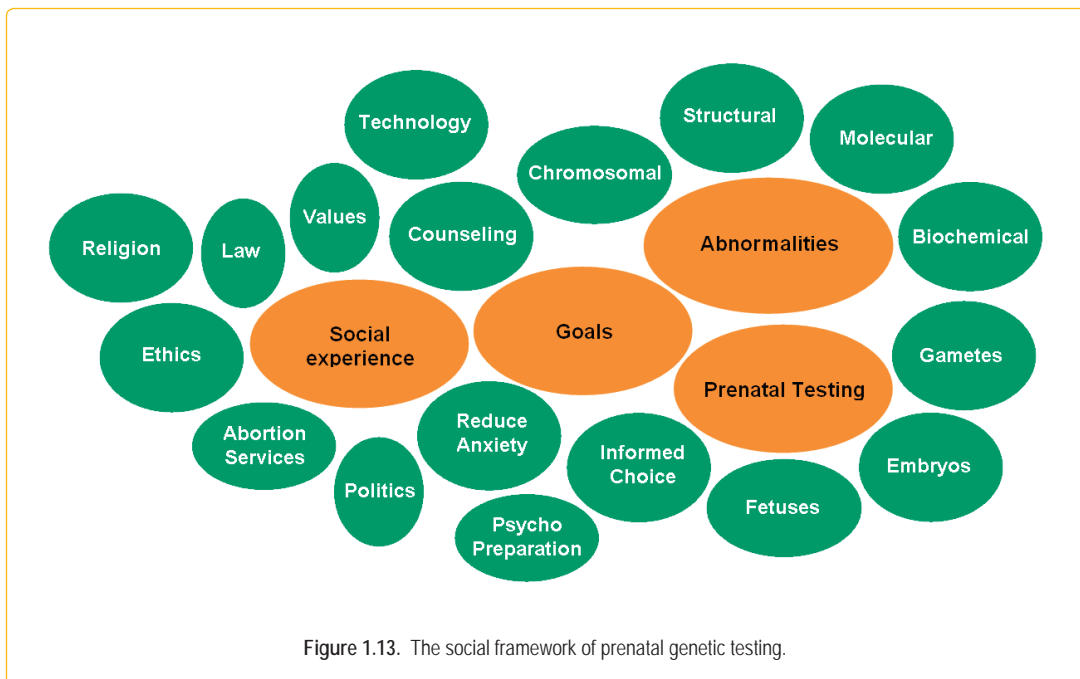 Technology
Structural
Molecular
Chromosomal
Values
Counseling
Religion
Law
Abnormalities
Biochemical
Social
experience
Goals
Ethics
Gametes
Prenatal Testing
Abortion
Services
Reduce
Anxiety
Informed
Choice
Embryos
Politics
Fetuses
Psycho
Preparation
Figure 1.13. The social framework of prenatal genetic testing.